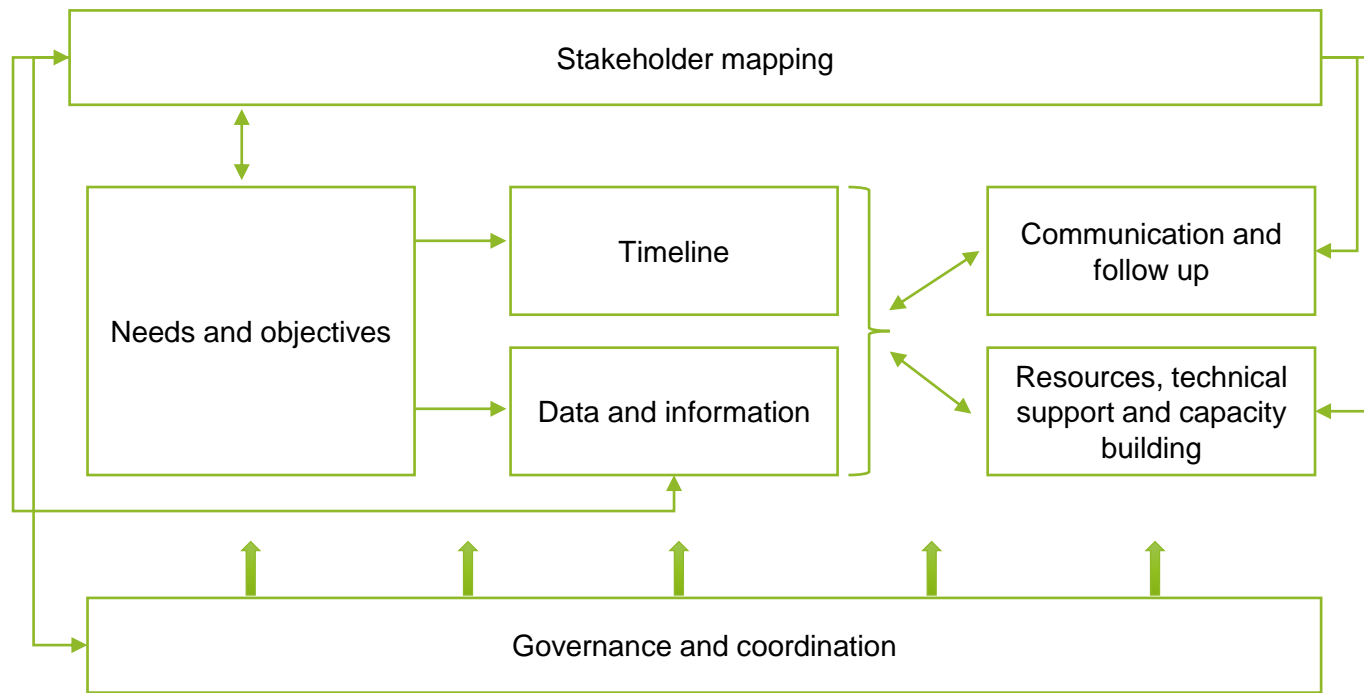 Stakeholder mapping
Needs and objectives
Timeline
Data and information
Communication and
follow up
Resources, technical
support and capacity
building
Governance and coordination